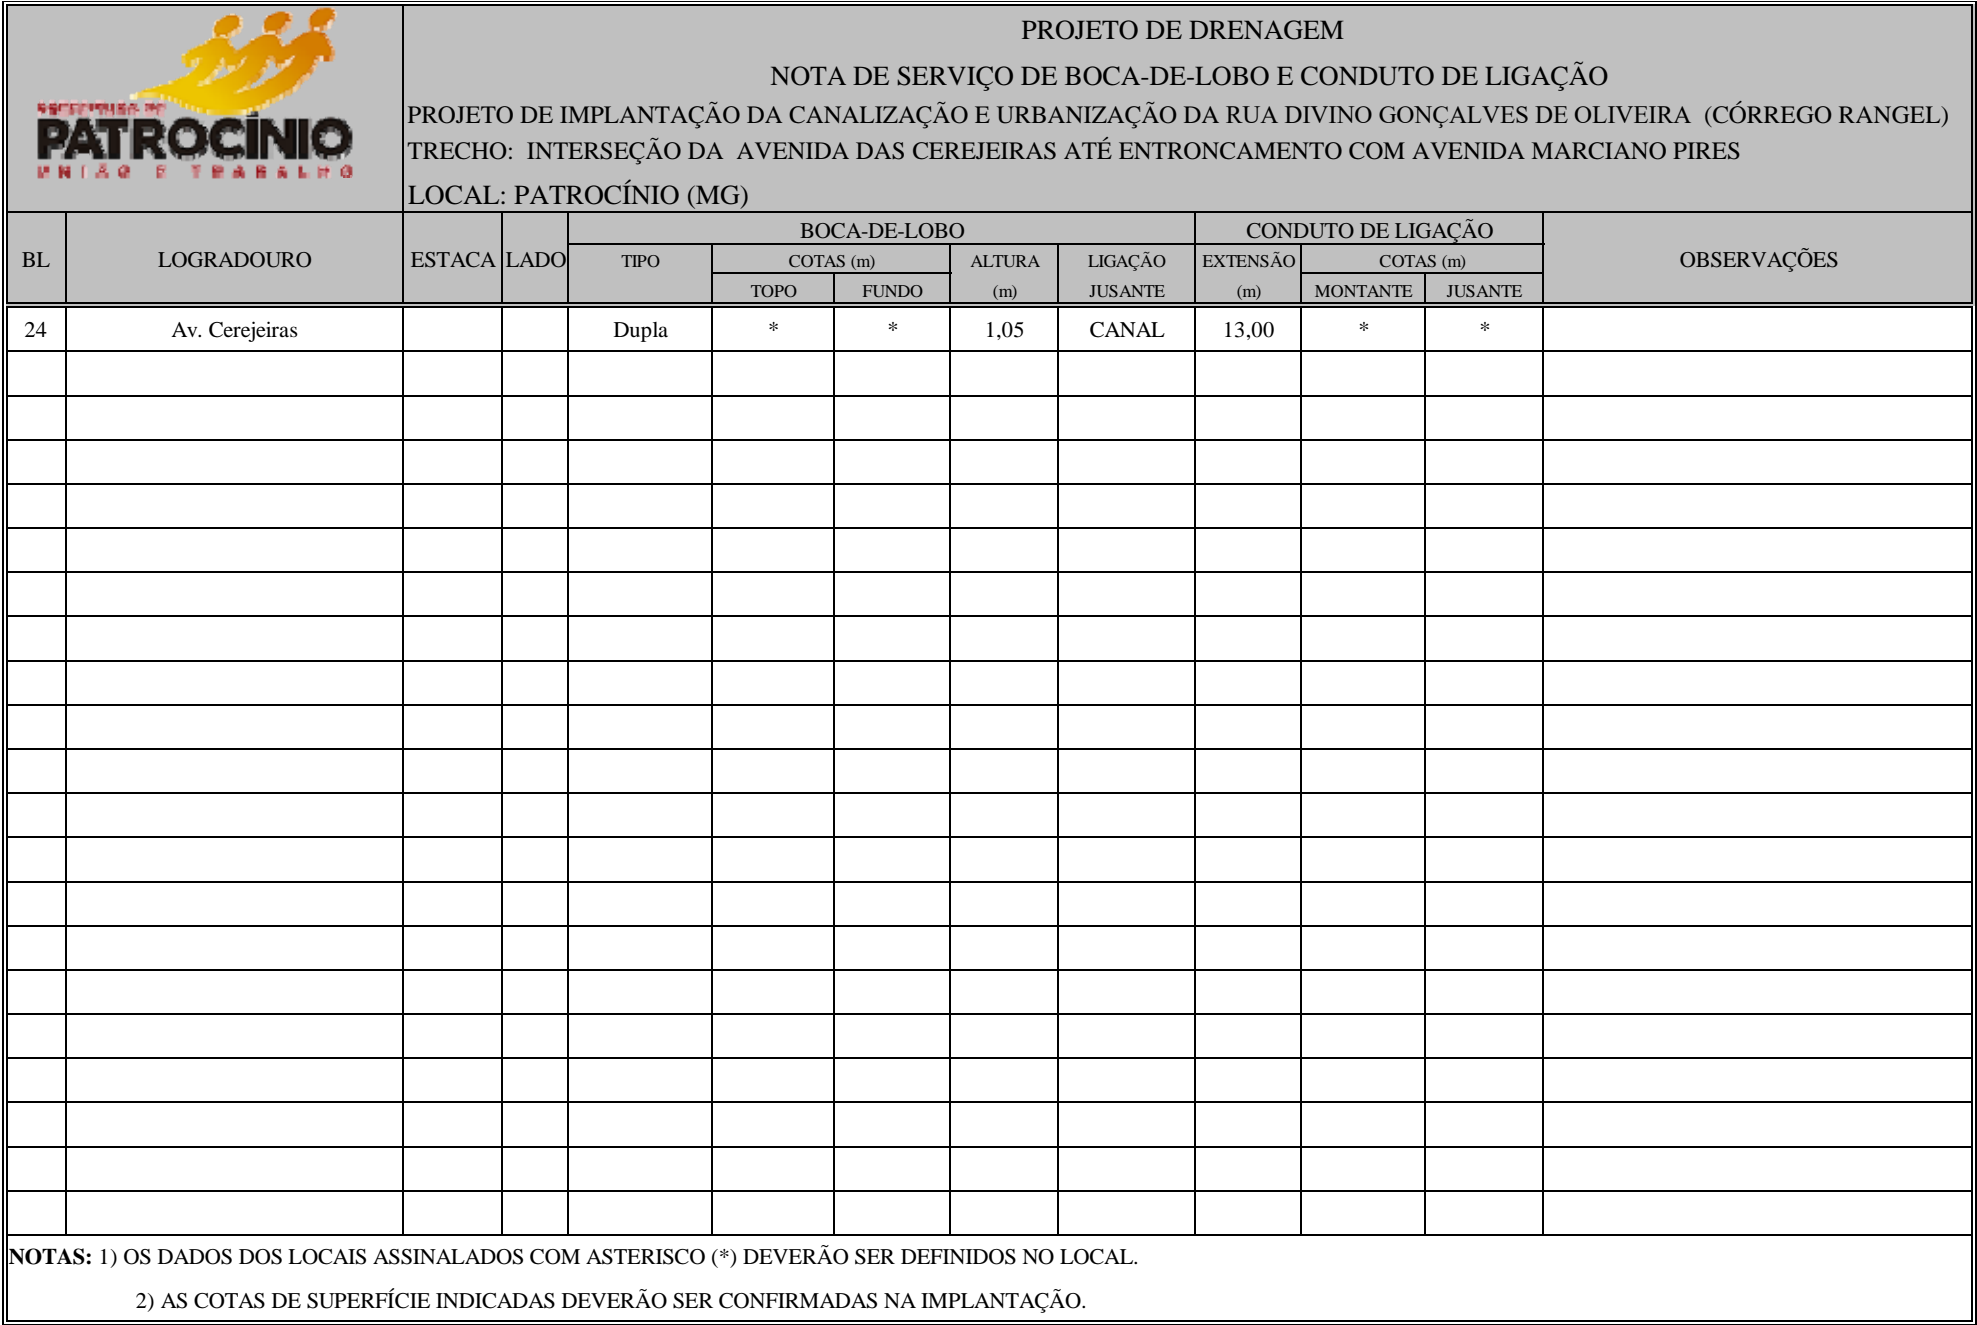 PREFEITURA DE
PATROCÍNIO
UNIÃO E TRABALHO
PROJETO DE DRENAGEM
NOTA DE SERVIÇO DE BOCA-DE-LOBO E CONDUTO DE LIGAÇÃO
PROJETO DE IMPLANTAÇÃO DA CANALIZAÇÃO E URBANIZAÇÃO DA RUA DIVINO GONÇALVES DE OLIVEIRA (CÓRREGO RANGEL)
TRECHO: INTERSEÇÃO DA AVENIDA DAS CEREJEIRAS ATÉ ENTRONCAMENTO COM AVENIDA MARCIANO PIRES
LOCAL: PATROCÍNIO (MG)
BOCA-DE-LOBO CONDUTO DE LIGAÇÃO
BL LOGRADOURO ESTACA LADO TIPO COTAS (m) ALTURA LIGAÇÃO EXTENSÃO COTAS (m) OBSERVAÇÕES
TOPO FUNDO (m) JUSANTE (m) MONTANTE JUSANTE
24 Av. Cerejeiras Dupla * * 1,05 CANAL 13,00 * *
NOTAS: 1) OS DADOS DOS LOCAIS ASSINALADOS COM ASTERISCO (*) DEVERÃO SER DEFINIDOS NO LOCAL.
2) AS COTAS DE SUPERFÍCIE INDICADAS DEVERÃO SER CONFIRMADAS NA IMPLANTAÇÃO.